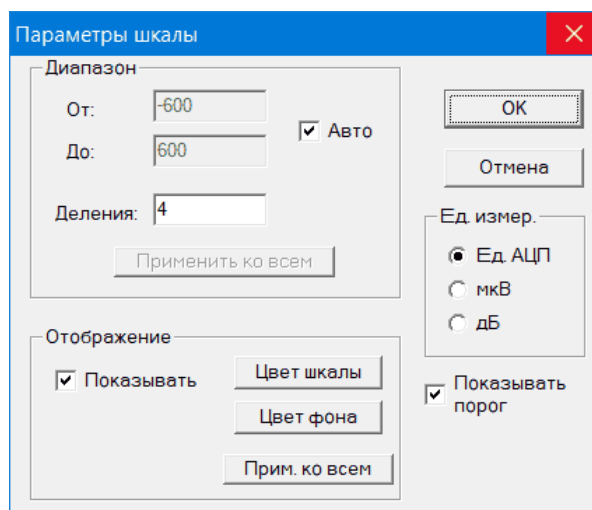 Параметры шкалы
Диапазон
От: -600
До: 600
Авто
Деления: 4
Применить ко всем
OK
Отмена
Ед. измер.
Ед. АЦП
мкВ
дБ
Отображение
Показывать
Цвет шкалы
Цвет фона
Прим. ко всем
Показывать
порог